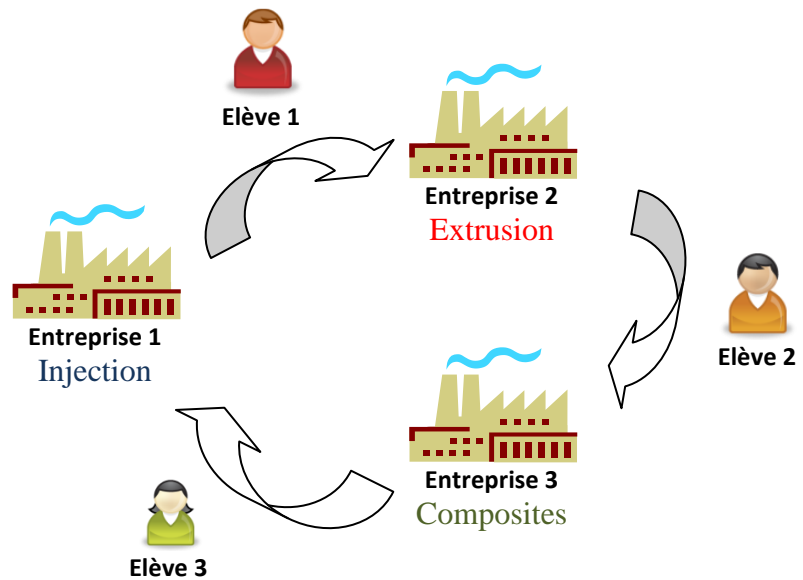 Elève 1
Entreprise 2
Extrusion
Entreprise 1
Injection
Elève 2
Entreprise 3
Composites
Elève 3